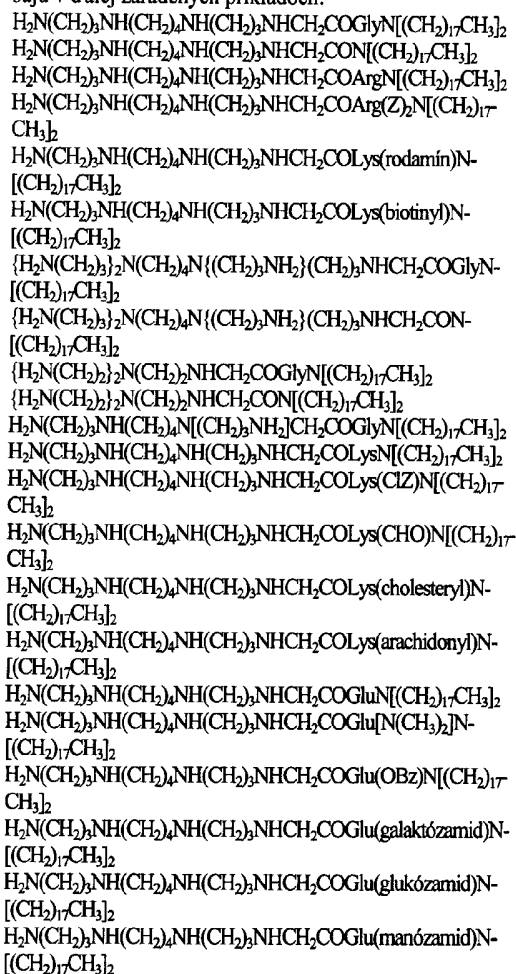 H₂N(CH₂)₃NH(CH₂)₄NH(CH₂)₃NHCH₂COGlyN[(CH₂)₁₇CH₃]₂
H₂N(CH₂)₃NH(CH₂)₄NH(CH₂)₃NHCH₂CON[(CH₂)₁₇CH₃]₂
H₂N(CH₂)₃NH(CH₂)₄NH(CH₂)₃NHCH₂COArgN[(CH₂)₁₇CH₃]₂
H₂N(CH₂)₃NH(CH₂)₄NH(CH₂)₃NHCH₂COArg(Z)₂N[(CH₂)₁₇-
CH₃]₂
H₂N(CH₂)₃NH(CH₂)₄NH(CH₂)₃NHCH₂COLys(rodamín)N-
[(CH₂)₁₇CH₃]₂
H₂N(CH₂)₃NH(CH₂)₄NH(CH₂)₃NHCH₂COLys(biotinyl)N-
[(CH₂)₁₇CH₃]₂
{H₂N(CH₂)₃}₂N(CH₂)₄N{(CH₂)₃NH₂}(CH₂)₃NHCH₂COGlyN-
[(CH₂)₁₇CH₃]₂
{H₂N(CH₂)₃}₂N(CH₂)₄N{(CH₂)₃NH₂}(CH₂)₃NHCH₂CON-
[(CH₂)₁₇CH₃]₂
{H₂N(CH₂)₂}₂N(CH₂)₂NHCH₂COGlyN[(CH₂)₁₇CH₃]₂
{H₂N(CH₂)₂}₂N(CH₂)₂NHCH₂CON[(CH₂)₁₇CH₃]₂
H₂N(CH₂)₃NH(CH₂)₄N[(CH₂)₃NH₂]CH₂COGlyN[(CH₂)₁₇CH₃]₂
H₂N(CH₂)₃NH(CH₂)₄NH(CH₂)₃NHCH₂COLysN[(CH₂)₁₇CH₃]₂
H₂N(CH₂)₃NH(CH₂)₄NH(CH₂)₃NHCH₂COLys(ClZ)N[(CH₂)₁₇-
CH₃]₂
H₂N(CH₂)₃NH(CH₂)₄NH(CH₂)₃NHCH₂COLys(CHO)N[(CH₂)₁₇-
CH₃]₂
H₂N(CH₂)₃NH(CH₂)₄NH(CH₂)₃NHCH₂COLys(cholesteryl)N-
[(CH₂)₁₇CH₃]₂
H₂N(CH₂)₃NH(CH₂)₄NH(CH₂)₃NHCH₂COLys(arachidonyl)N-
[(CH₂)₁₇CH₃]₂
H₂N(CH₂)₃NH(CH₂)₄NH(CH₂)₃NHCH₂COGluN[(CH₂)₁₇CH₃]₂
H₂N(CH₂)₃NH(CH₂)₄NH(CH₂)₃NHCH₂COGlu[N(CH₃)₂]N-
[(CH₂)₁₇CH₃]₂
H₂N(CH₂)₃NH(CH₂)₄NH(CH₂)₃NHCH₂COGlu(OBz)N[(CH₂)₁₇-
CH₃]₂
H₂N(CH₂)₃NH(CH₂)₄NH(CH₂)₃NHCH₂COGlu(galaktózamid)N-
[(CH₂)₁₇CH₃]₂
H₂N(CH₂)₃NH(CH₂)₄NH(CH₂)₃NHCH₂COGlu(glukózamid)N-
[(CH₂)₁₇CH₃]₂
H₂N(CH₂)₃NH(CH₂)₄NH(CH₂)₃NHCH₂COGlu(manózamid)N-
[(CH₂)₁₇CH₃]₂